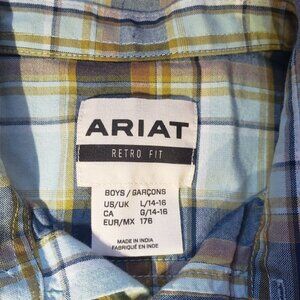 ARIAT
RETRO FIT
BOYS / GARÇONS
US/UK L/14-16
CA G/14-16
EUR/MX 176
MADE IN INDIA
FABRIQUÉ EN INDE